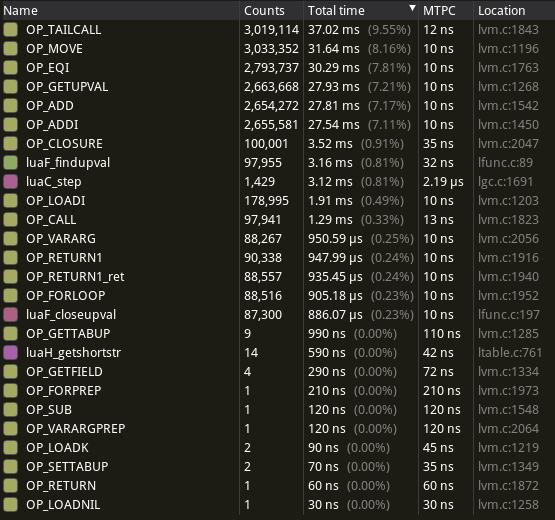 Name Counts Total time ▼ MTPC Location
OP_TAILCALL 3,019,114 37.02 ms (9.55%) 12 ns lvm.c:1843
OP_MOVE 3,033,352 31.64 ms (8.16%) 10 ns lvm.c:1196
OP_EQI 2,793,737 30.29 ms (7.81%) 10 ns lvm.c:1763
OP_GETUPVAL 2,663,668 27.93 ms (7.21%) 10 ns lvm.c:1268
OP_ADD 2,654,272 27.81 ms (7.17%) 10 ns lvm.c:1542
OP_ADDI 2,655,581 27.54 ms (7.11%) 10 ns lvm.c:1450
OP_CLOSURE 100,001 3.52 ms (0.91%) 35 ns lvm.c:2047
luaF_findupval 97,955 3.16 ms (0.81%) 32 ns lfunc.c:89
luaC_step 1,429 3.12 ms (0.81%) 2.19 µs lgc.c:1691
OP_LOADI 178,995 1.91 ms (0.49%) 10 ns lvm.c:1203
OP_CALL 97,941 1.29 ms (0.33%) 13 ns lvm.c:1823
OP_VARARG 88,267 950.59 µs (0.25%) 10 ns lvm.c:2056
OP_RETURN1 90,338 947.99 µs (0.24%) 10 ns lvm.c:1916
OP_RETURN1_ret 88,557 935.45 µs (0.24%) 10 ns lvm.c:1940
OP_FORLOOP 88,516 905.18 µs (0.23%) 10 ns lvm.c:1952
luaF_closeupval 87,300 886.07 µs (0.23%) 10 ns lfunc.c:197
OP_GETTABUP 9 990 ns (0.00%) 110 ns lvm.c:1285
luaH_getshortstr 14 590 ns (0.00%) 42 ns ltable.c:761
OP_GETFIELD 4 290 ns (0.00%) 72 ns lvm.c:1334
OP_FORPREP 1 210 ns (0.00%) 210 ns lvm.c:1973
OP_SUB 1 120 ns (0.00%) 120 ns lvm.c:1548
OP_VARARGPREP 1 120 ns (0.00%) 120 ns lvm.c:2064
OP_LOADK 2 90 ns (0.00%) 45 ns lvm.c:1219
OP_SETTABUP 2 70 ns (0.00%) 35 ns lvm.c:1349
OP_RETURN 1 60 ns (0.00%) 60 ns lvm.c:1872
OP_LOADNIL 1 30 ns (0.00%) 30 ns lvm.c:1258